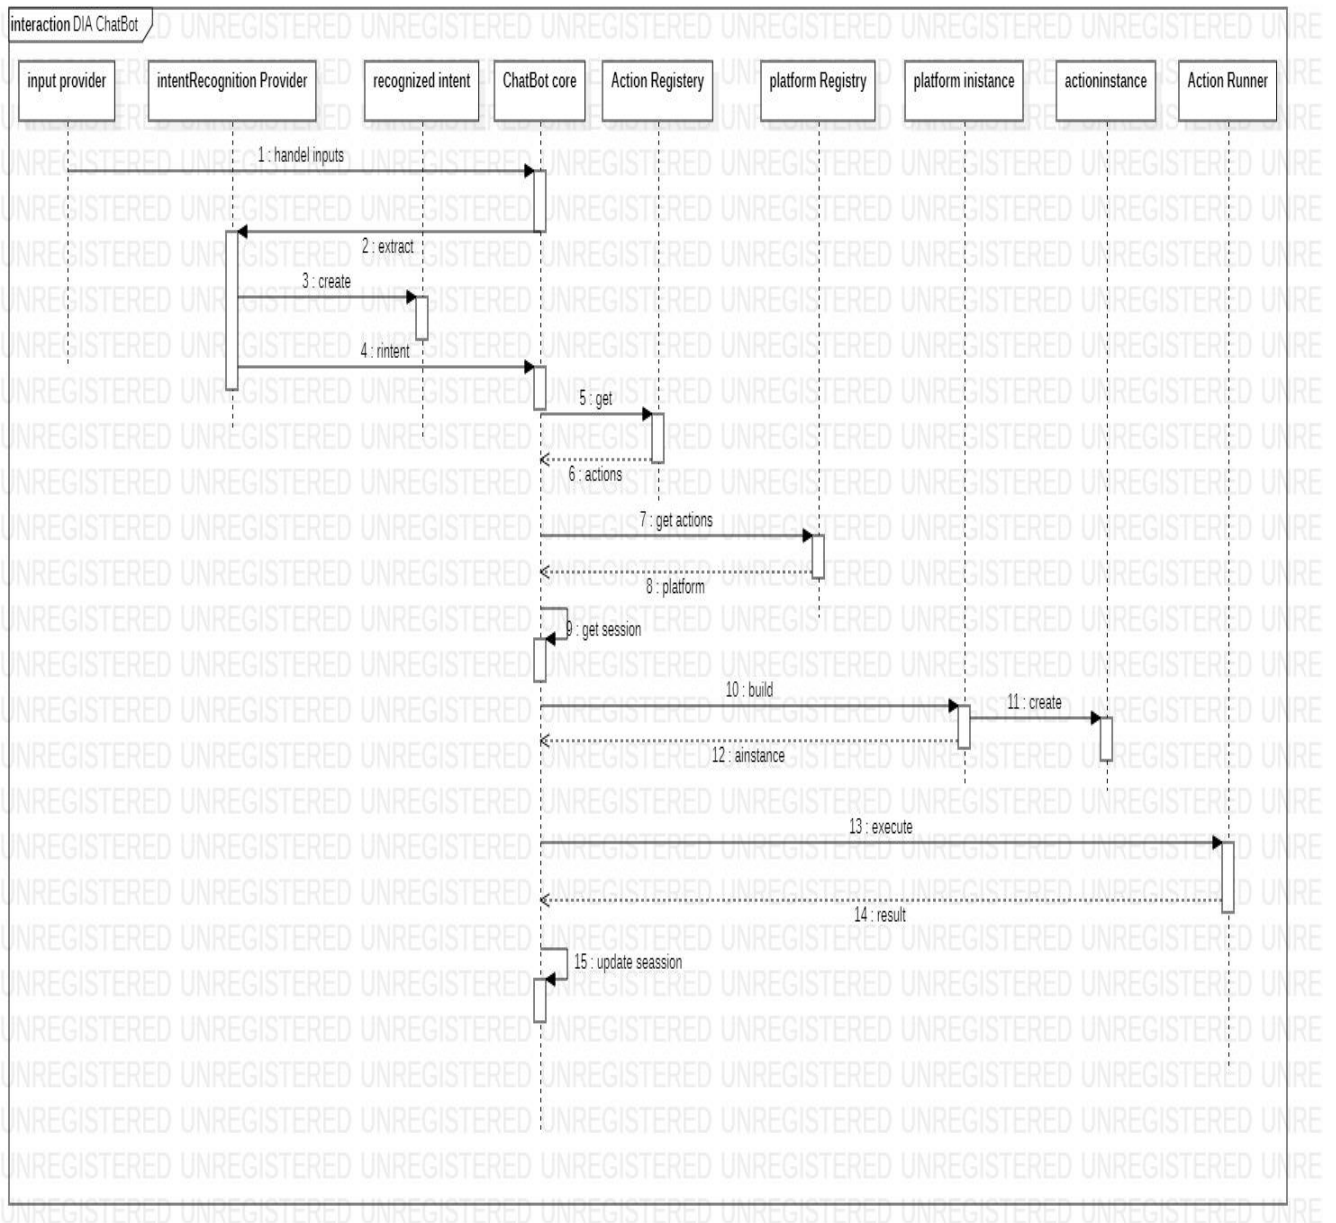 interaction DIA ChatBot
input provider
intentRecognition Provider
recognized intent
ChatBot core
Action Registery
platform Registry
platform inistance
actioninstance
Action Runner
1 : handel inputs
2 : extract
3 : create
4 : rintent
5 : get
6 : actions
7 : get actions
8 : platform
9 : get session
10 : build
11 : create
12 : ainstance
13 : execute
14 : result
15 : update seassion
UNREGISTERED